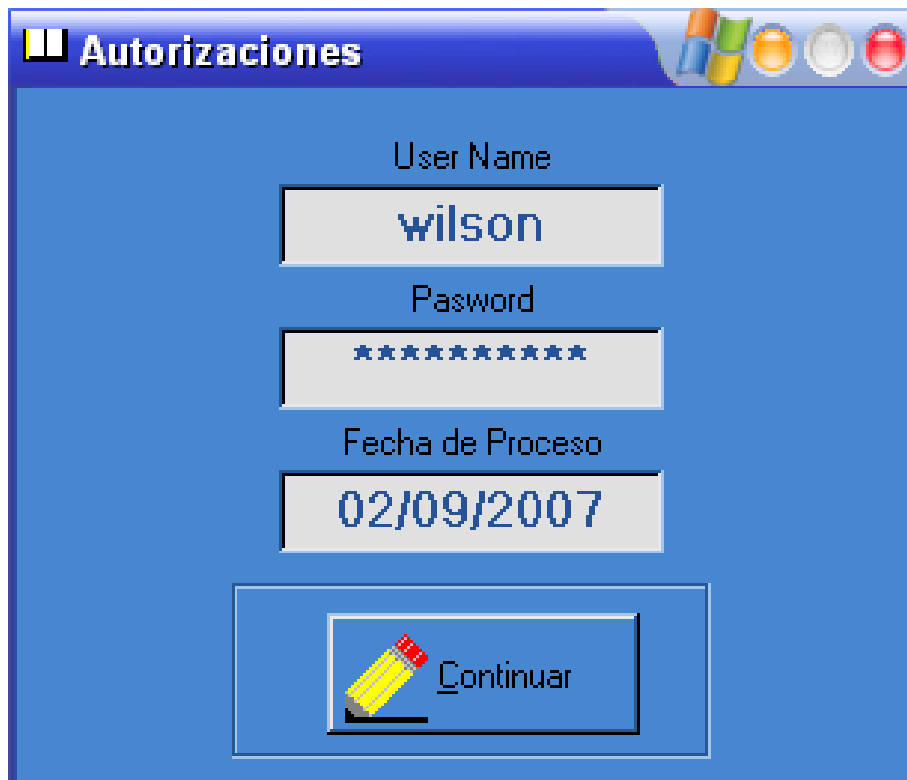 Autorizaciones
User Name
wilson
Pasword
**********
Fecha de Proceso
02/09/2007
Continuar